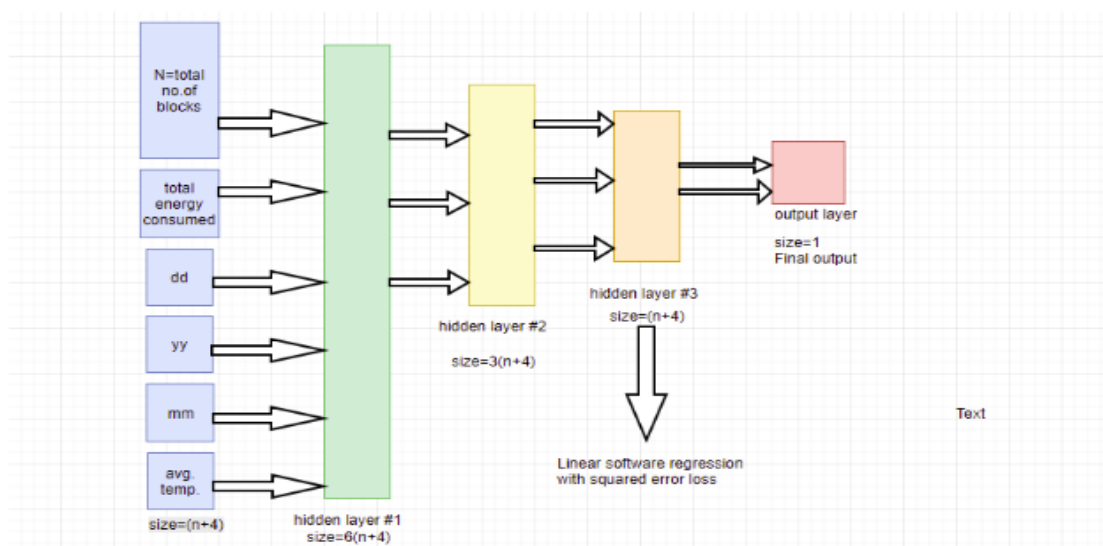 N=total
no.of
blocks
total
energy
consumed
dd
yy
mm
avg.
temp.
size=(n+4)
hidden layer #1
size=6(n+4)
hidden layer #2
size=3(n+4)
hidden layer #3
size=(n+4)
Linear software regression
with squared error loss
output layer
size=1
Final output
Text